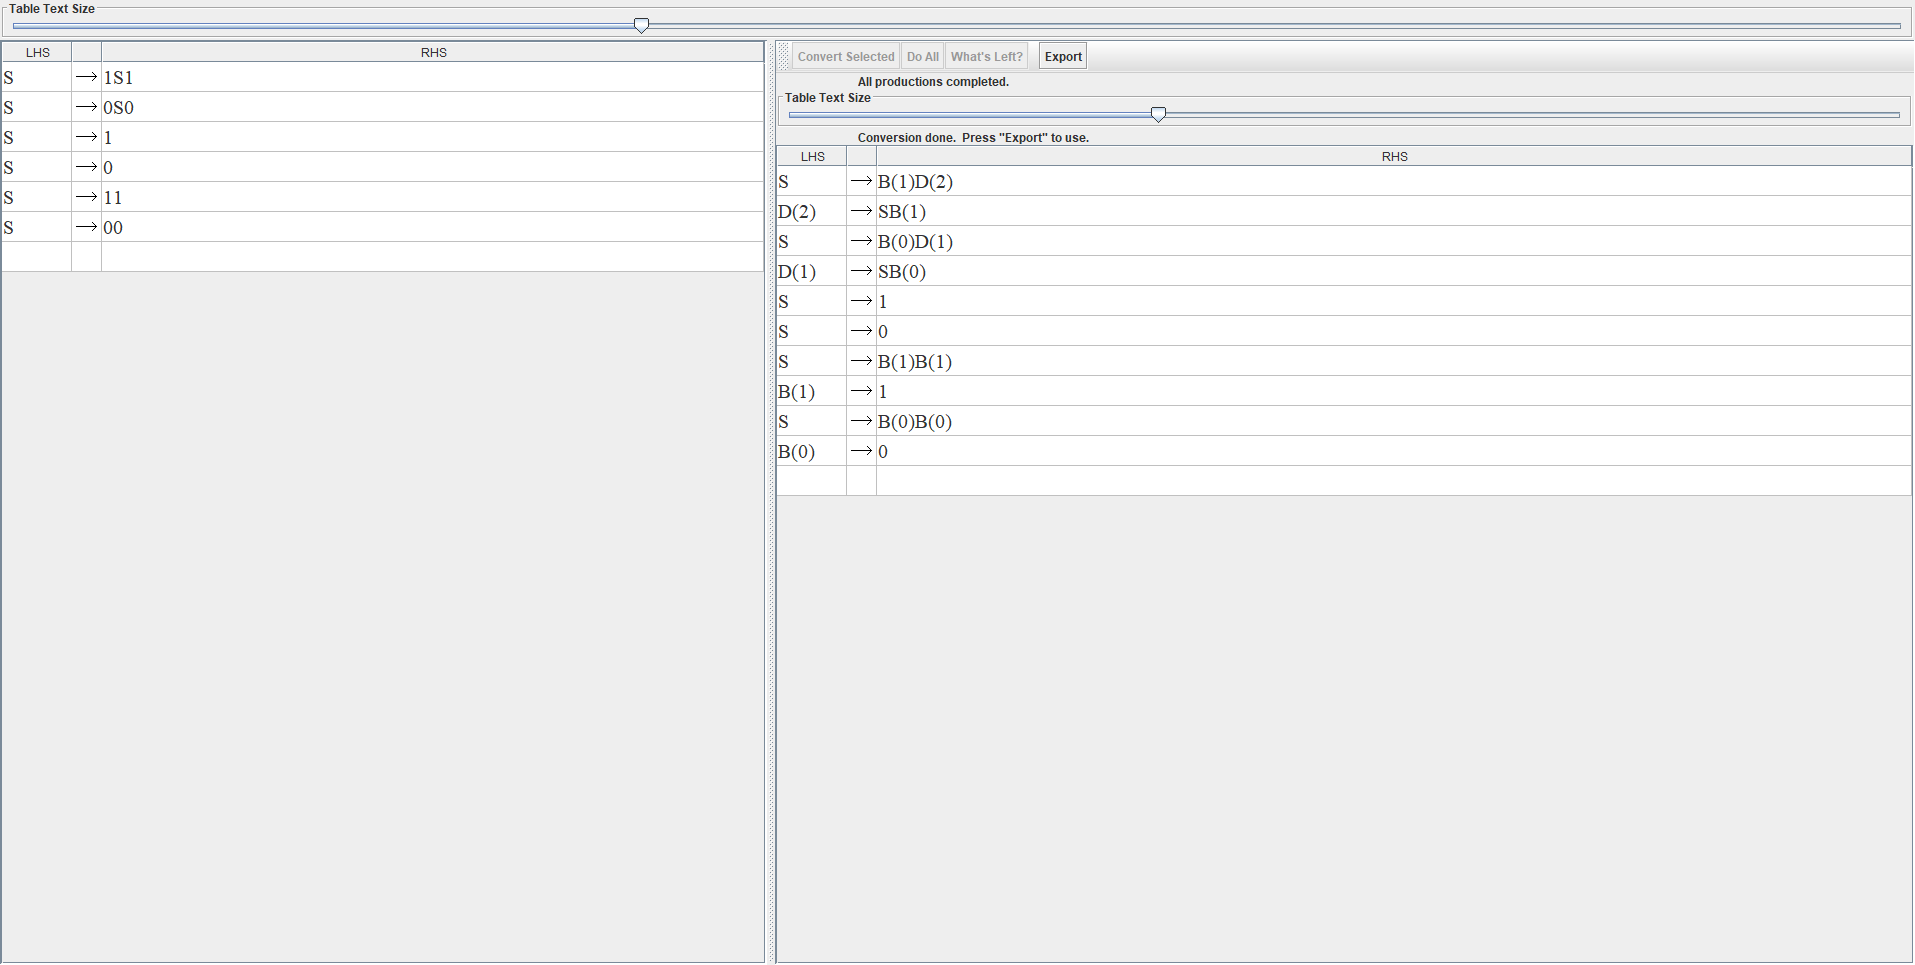 Table Text Size
LHS RHS
S → 1S1
S → 0S0
S → 1
S → 0
S → 11
S → 00
Convert Selected Do All What's Left? Export
All productions completed.
Table Text Size
Conversion done. Press "Export" to use.
LHS RHS
S → B(1)D(2)
D(2) → SB(1)
S → B(0)D(1)
D(1) → SB(0)
S → 1
S → 0
S → B(1)B(1)
B(1) → 1
S → B(0)B(0)
B(0) → 0